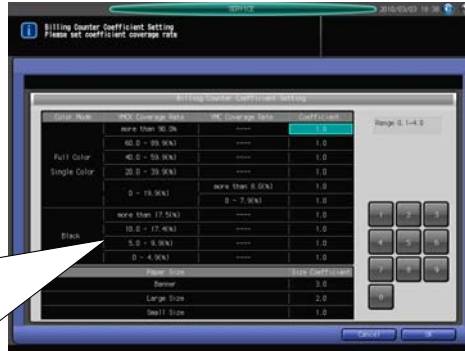 SERVICE
2010/03/03 18:38
Billing Counter Coefficient Setting
Please set coefficient coverage rate
Billing Counter Coefficient Setting
Color Mode YMCK Coverage Rate YMC Coverage Rate Coefficient
Range 0.1-4.0
more than 90.0% ---- 1.0
60.0 - 89.9(%) ---- 1.0
Full Color 40.0 - 59.9(%) ---- 1.0
Single Color 20.0 - 39.9(%) ---- 1.0
0 - 19.9(%) more than 8.0(%) 1.0
0 - 7.9(%) 1.0
more than 17.5(%) ---- 1.0
Black 10.0 - 17.4(%) ---- 1.0
5.0 - 9.9(%) ---- 1.0
0 - 4.9(%) ---- 1.0
Paper Size Size Coefficient
Banner 3.0
Large Size 2.0
Small Size 1.0
1 2 3
4 5 6
7 8 9
0
Cancel OK